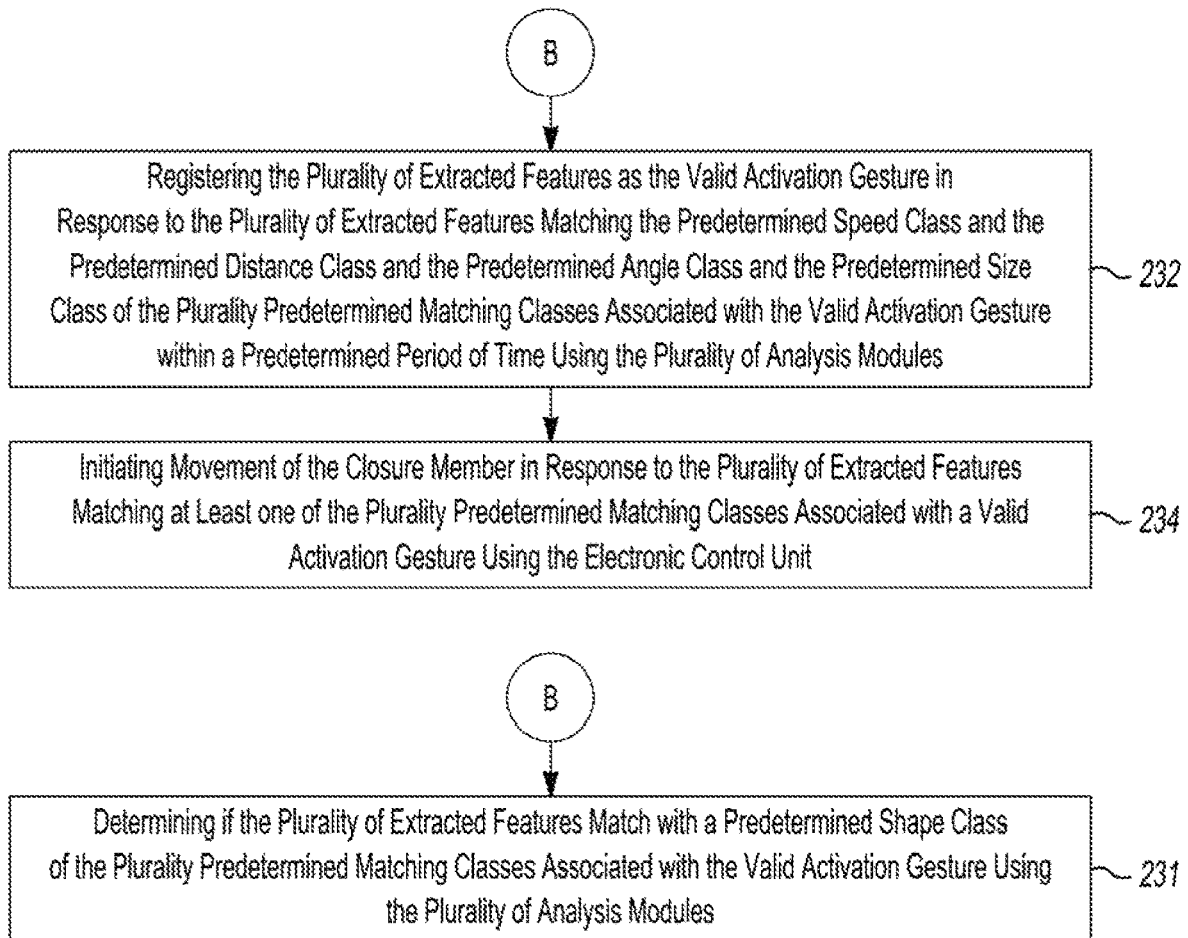 B
Registering the Plurality of Extracted Features as the Valid Activation Gesture in
Response to the Plurality of Extracted Features Matching the Predetermined Speed Class and the
Predetermined Distance Class and the Predetermined Angle Class and the Predetermined Size
Class of the Plurality Predetermined Matching Classes Associated with the Valid Activation Gesture
within a Predetermined Period of Time Using the Plurality of Analysis Modules
232
Initiating Movement of the Closure Member in Response to the Plurality of Extracted Features
Matching at Least one of the Plurality Predetermined Matching Classes Associated with a Valid
Activation Gesture Using the Electronic Control Unit
234
B
Determining if the Plurality of Extracted Features Match with a Predetermined Shape Class
of the Plurality Predetermined Matching Classes Associated with the Valid Activation Gesture Using
the Plurality of Analysis Modules
231